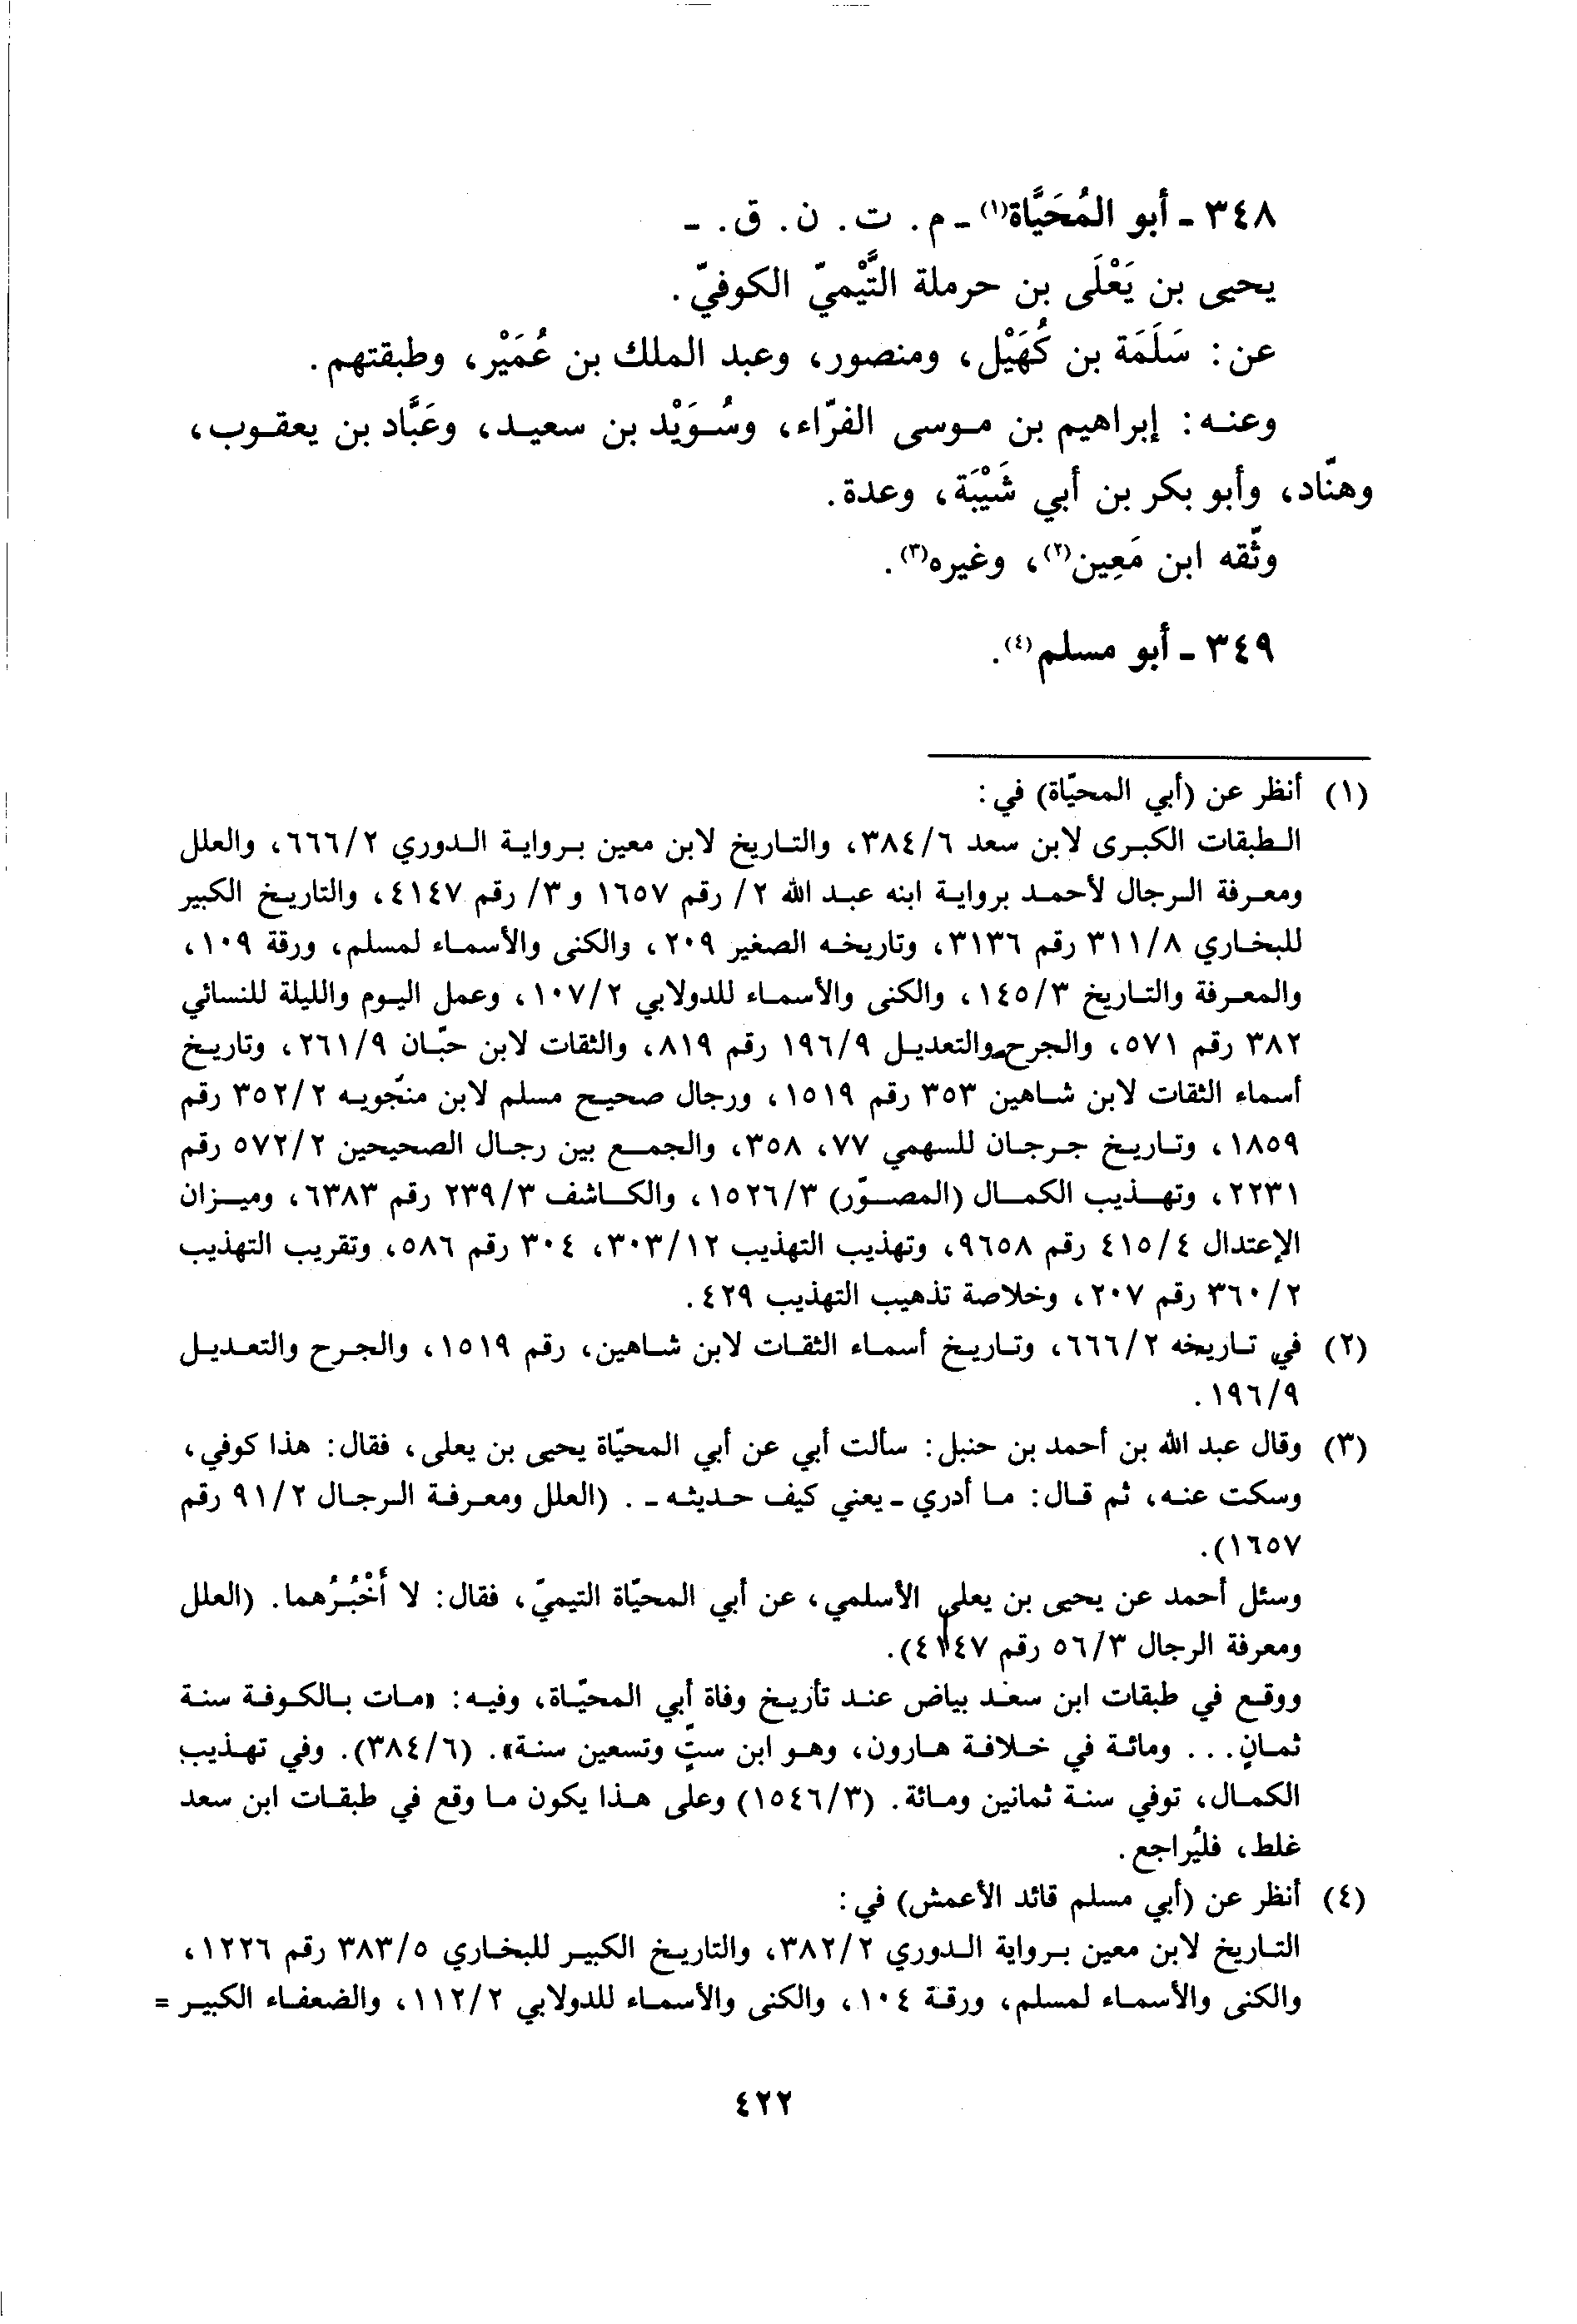 ٣٤٨ - أبو المُحَيَّاة(١) - م. ت. ن. ق. -
يحيى بن يَعْلَى بن حرملة التَّيْميّ الكوفيّ.
عن: سَلَمَة بن كُهَيْل، ومنصور، وعبد الملك بن عُمَيْر، وطبقتهم.
وعنه: إبراهيم بن موسى الفرّاء، وسُوَيْد بن سعيد، وعَبَّاد بن يعقوب،
وهنّاد، وأبو بكر بن أبي شَيْبَة، وعدة.
وثّقه ابن مَعِين(٢)، وغيره(٣).
٣٤٩ - أبو مسلم(٤).
(١) أنظر عن (أبي المحيّاة) في:
الطبقات الكبرى لابن سعد ٣٨٤/٦، والتاريخ لابن معين برواية الدوري ٦٦٦/٢، والعلل
ومعرفة الرجال لأحمد برواية ابنه عبد الله ٢/ رقم ١٦٥٧ و ٣/ رقم ٤١٤٧، والتاريخ الكبير
للبخاري ٣١١/٨ رقم ٣١٣٦، وتاريخه الصغير ٢٠٩، والكنى والأسماء لمسلم، ورقة ١٠٩،
والمعرفة والتاريخ ١٤٥/٣، والكنى والأسماء للدولابي ١٠٧/٢، وعمل اليوم والليلة للنسائي
٣٨٢ رقم ٥٧١، والجرح والتعديل ١٩٦/٩ رقم ٨١٩، والثقات لابن حبّان ٢٦١/٩، وتاريخ
أسماء الثقات لابن شاهين ٣٥٣ رقم ١٥١٩، ورجال صحيح مسلم لابن منجُويه ٣٥٢/٢ رقم
١٨٥٩، وتاريخ جرجان للسهمي ٧٧، ٣٥٨، والجمع بين رجال الصحيحين ٥٧٢/٢ رقم
٢٢٣١، وتهذيب الكمال (المصوّر) ١٥٢٦/٣، والكاشف ٢٣٩/٣ رقم ٦٣٨٣، وميزان
الإعتدال ٤١٥/٤ رقم ٩٦٥٨، وتهذيب التهذيب ٣٠٣/١٢، ٣٠٤ رقم ٥٨٦، وتقريب التهذيب
٣٦٠/٢ رقم ٢٠٧، وخلاصة تذهيب التهذيب ٤٢٩.
(٢) في تاريخه ٦٦٦/٢، وتاريخ أسماء الثقات لابن شاهين، رقم ١٥١٩، والجرح والتعديل
١٩٦/٩.
(٣) وقال عبد الله بن أحمد بن حنبل: سألت أبي عن أبي المحيّاة يحيى بن يعلى، فقال: هذا كوفي،
وسكت عنه، ثم قال: ما أدري - يعني كيف حديثه -. (العلل ومعرفة الرجال ٩١/٢ رقم
١٦٥٧).
وسئل أحمد عن يحيى بن يعلى الأسلمي، عن أبي المحيّاة التيميّ، فقال: لا أَخْبُرُهما. (العلل
ومعرفة الرجال ٥٦/٣ رقم ٤١٤٧).
ووقع في طبقات ابن سعد بياض عند تأريخ وفاة أبي المحيّاة، وفيه: «مات بالكوفة سنة
ثمانٍ... ومائة في خلافة هارون، وهو ابن ستٍّ وتسعين سنة». (٣٨٤/٦). وفي تهذيب
الكمال، توفي سنة ثمانين ومائة. (١٥٤٦/٣) وعلى هذا يكون ما وقع في طبقات ابن سعد
غلط، فليُراجع.
(٤) أنظر عن (أبي مسلم قائد الأعمش) في:
التاريخ لابن معين برواية الدوري ٣٨٢/٢، والتاريخ الكبير للبخاري ٣٨٣/٥ رقم ١٢٢٦،
والكنى والأسماء لمسلم، ورقة ١٠٤، والكنى والأسماء للدولابي ١١٢/٢، والضعفاء الكبير =
٤٢٢